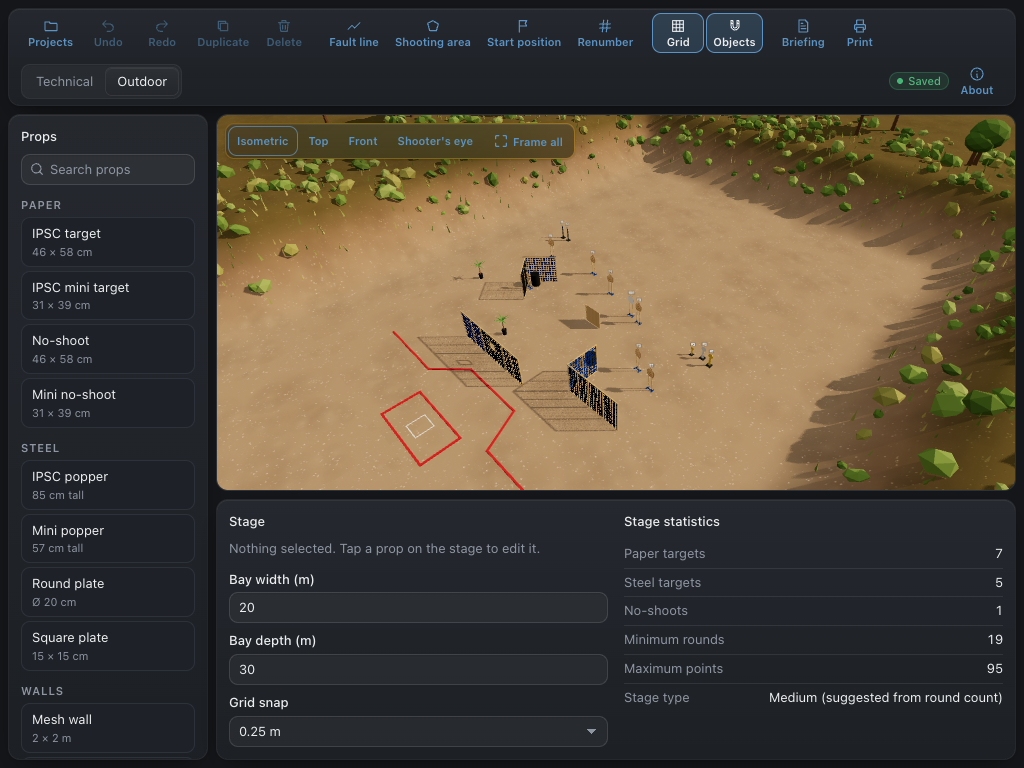 Projects
Undo
Redo
Duplicate
Delete
Fault line
Shooting area
Start position
Renumber
Grid
Objects
Briefing
Print
Technical
Outdoor
Saved
About
Props
Search props
PAPER
IPSC target
46 × 58 cm
IPSC mini target
31 × 39 cm
No-shoot
46 × 58 cm
Mini no-shoot
31 × 39 cm
STEEL
IPSC popper
85 cm tall
Mini popper
57 cm tall
Round plate
Ø 20 cm
Square plate
15 × 15 cm
WALLS
Mesh wall
2 × 2 m
Isometric
Top
Front
Shooter's eye
Frame all
Stage
Nothing selected. Tap a prop on the stage to edit it.
Bay width (m)
20
Bay depth (m)
30
Grid snap
0.25 m
Stage statistics
Paper targets 7
Steel targets 5
No-shoots 1
Minimum rounds 19
Maximum points 95
Stage type Medium (suggested from round count)